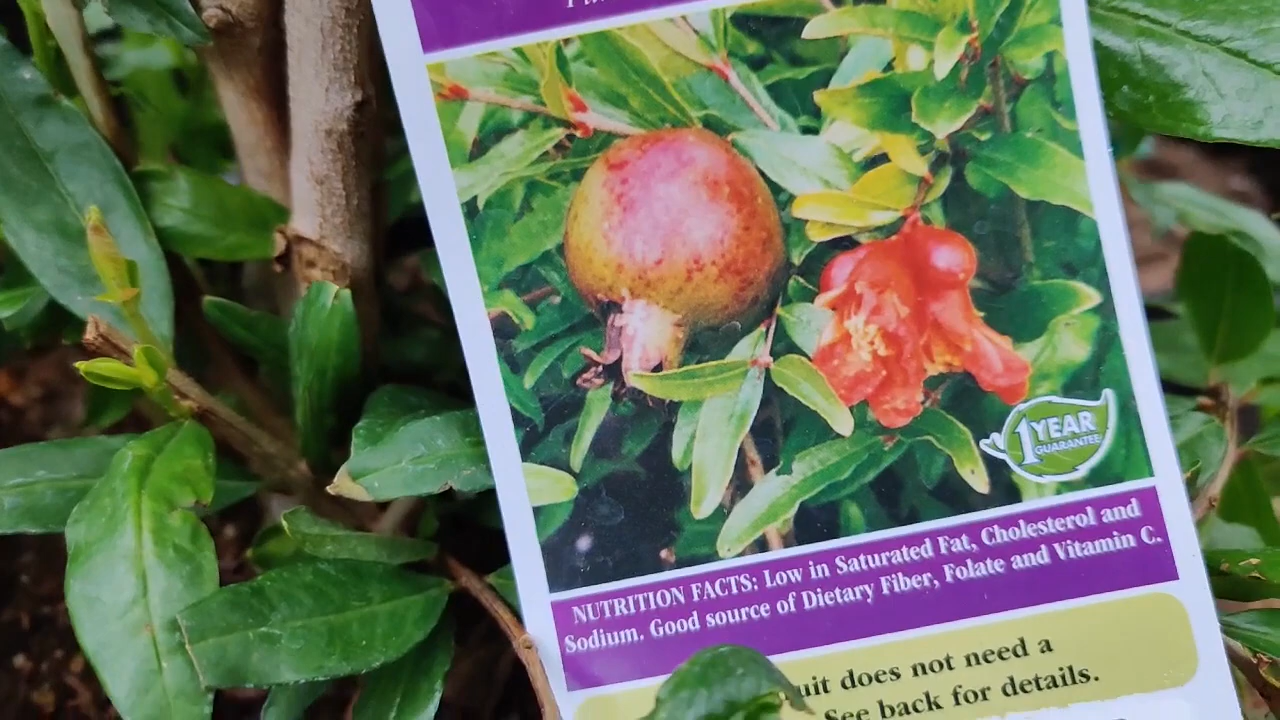 1 YEAR
GUARANTEE
NUTRITION FACTS: Low in Saturated Fat, Cholesterol and
Sodium. Good source of Dietary Fiber, Folate and Vitamin C.
does not need a
See back for details.